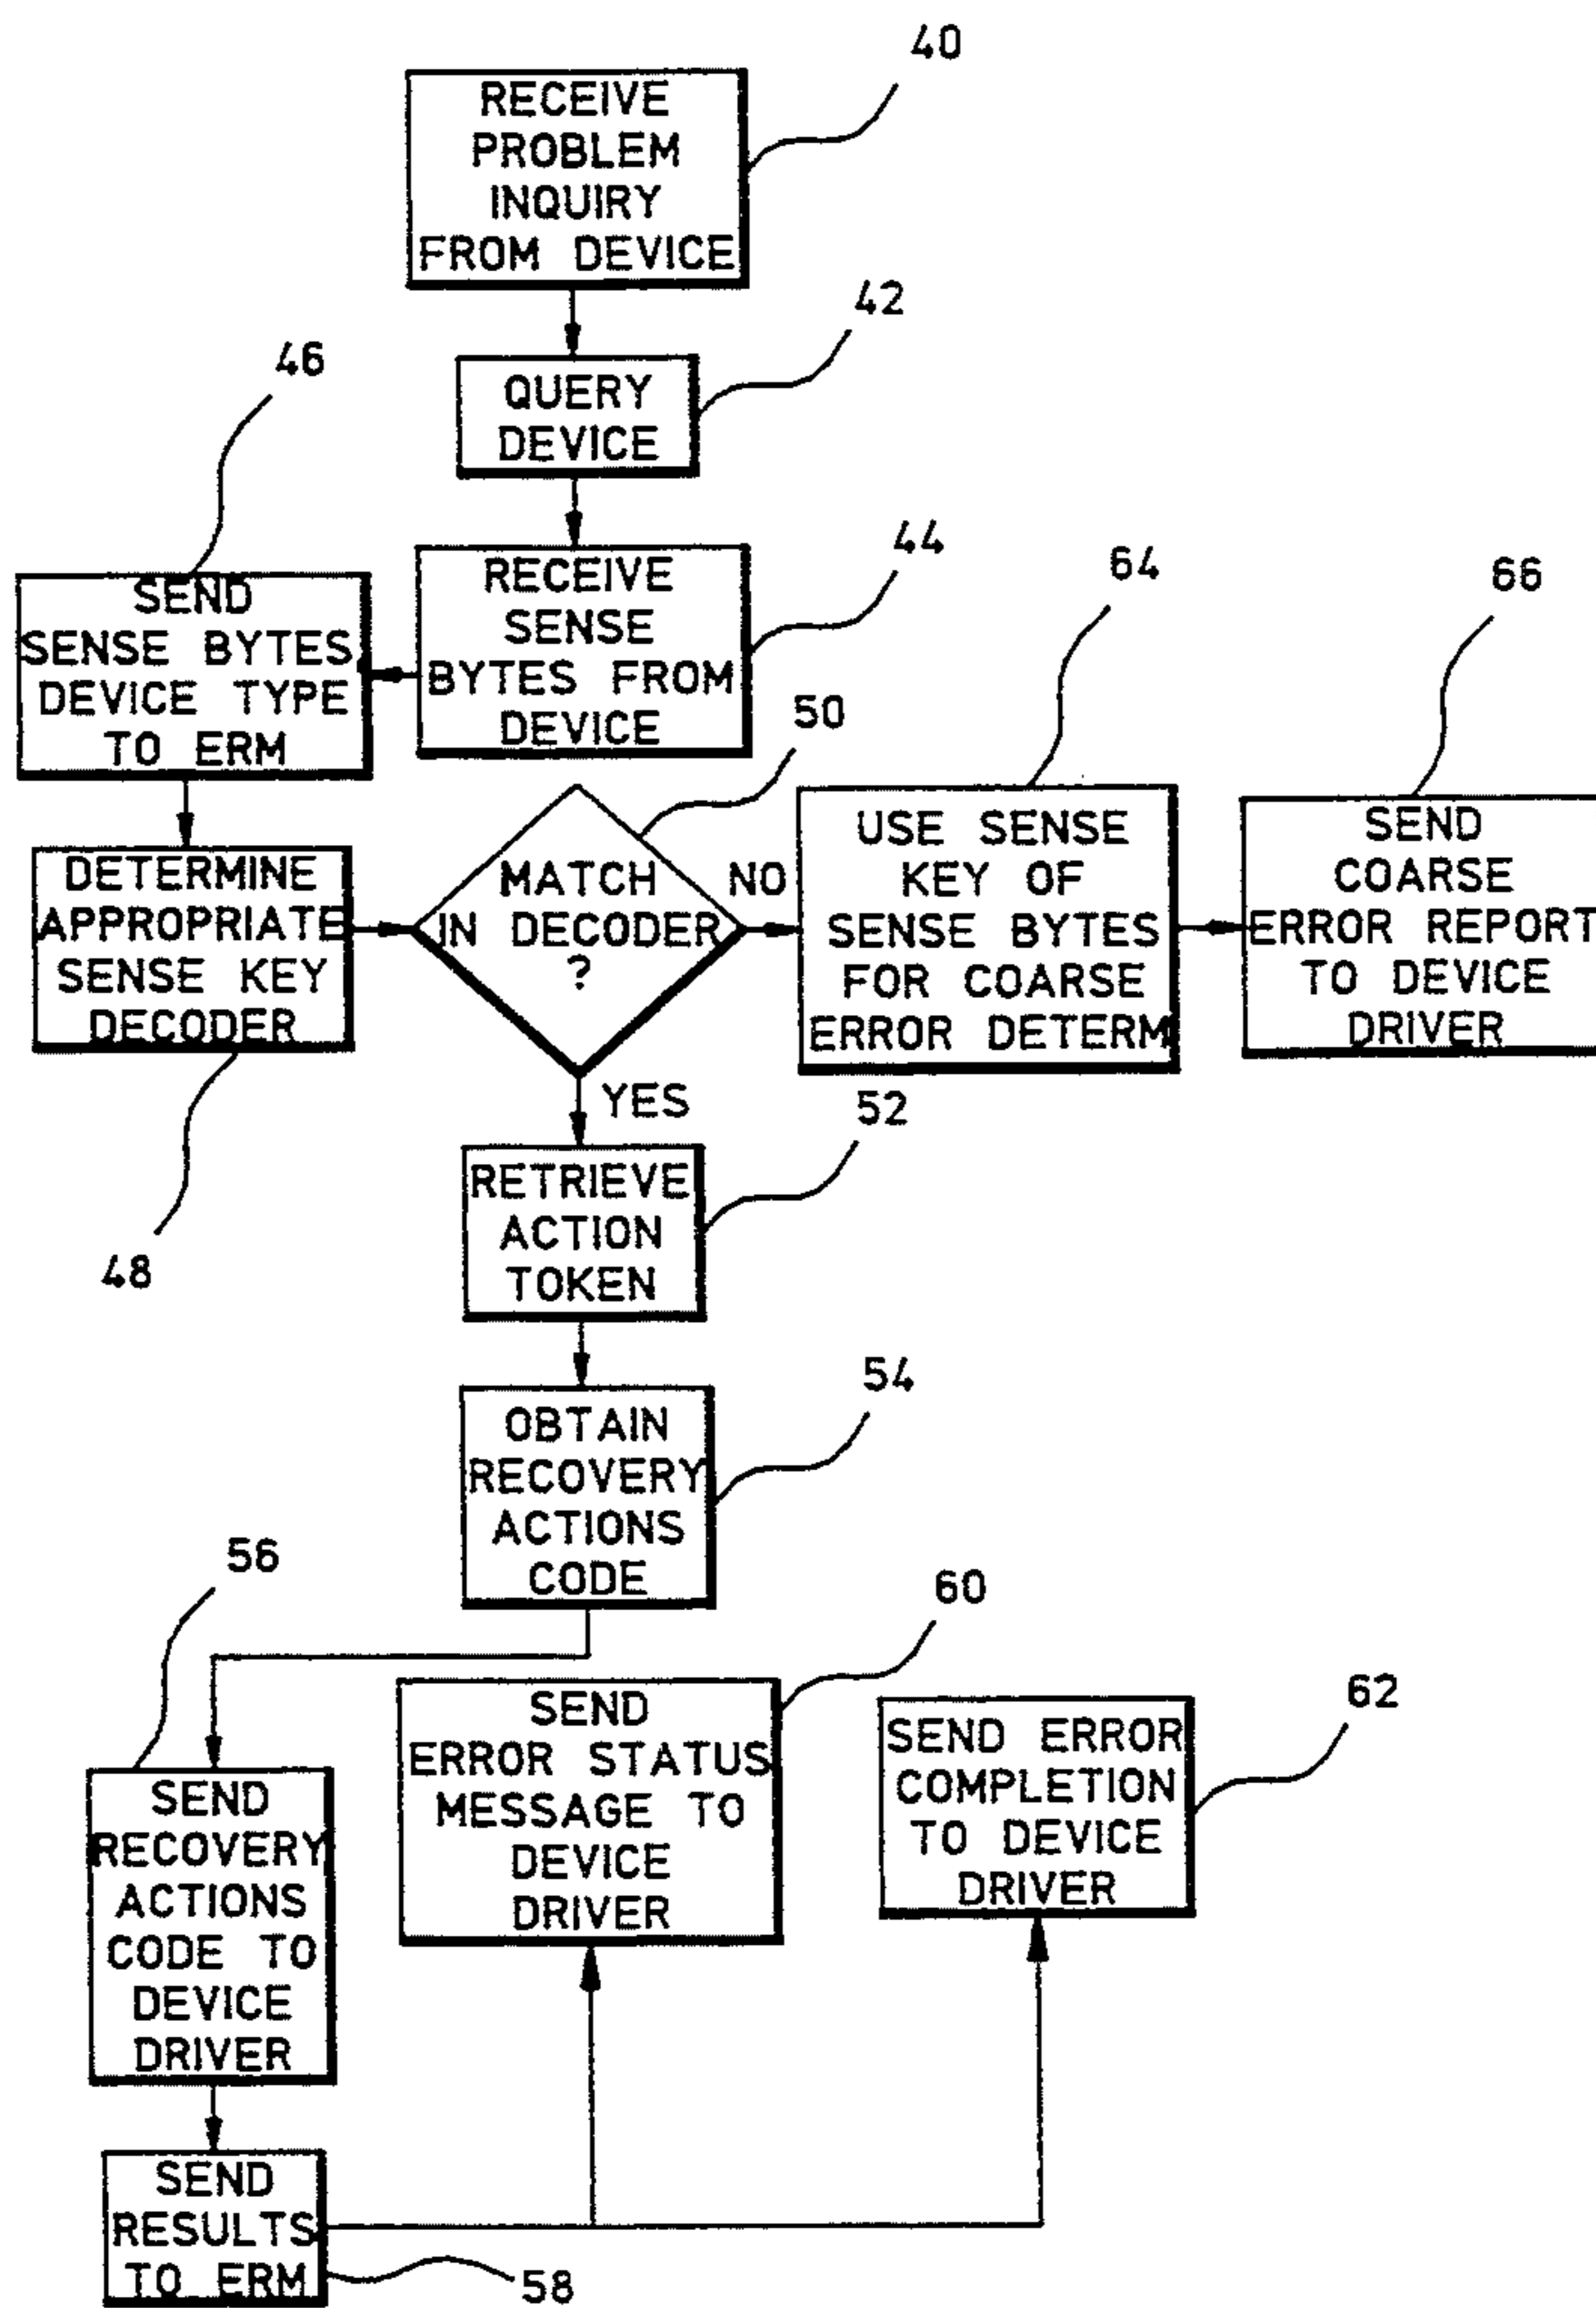 40
RECEIVE
PROBLEM
INQUIRY
FROM DEVICE
42
QUERY
DEVICE
46
44
RECEIVE
SENSE
BYTES FROM
DEVICE
SEND
SENSE BYTES
DEVICE TYPE
TO ERM
64
66
50
DETERMINE
APPROPRIATE
SENSE KEY
DECODER
48
MATCH
IN DECODER
?
NO
YES
USE SENSE
KEY OF
SENSE BYTES
FOR COARSE
ERROR DETERM
SEND
COARSE
ERROR REPORT
TO DEVICE
DRIVER
52
RETRIEVE
ACTION
TOKEN
54
OBTAIN
RECOVERY
ACTIONS
CODE
56
60
62
SEND
RECOVERY
ACTIONS
CODE TO
DEVICE
DRIVER
SEND
ERROR STATUS
MESSAGE TO
DEVICE
DRIVER
SEND ERROR
COMPLETION
TO DEVICE
DRIVER
SEND
RESULTS
TO ERM
58